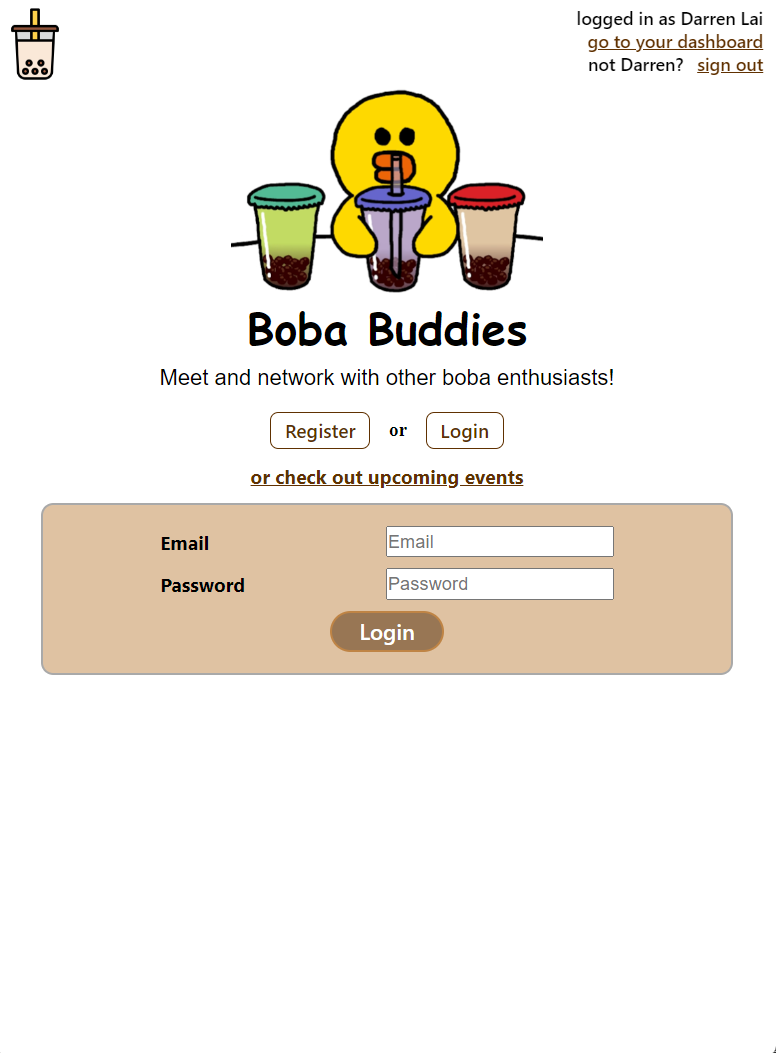 logged in as Darren Lai
go to your dashboard
not Darren? sign out
Boba Buddies
Meet and network with other boba enthusiasts!
Register or Login
or check out upcoming events
Email Email
Password Password
Login